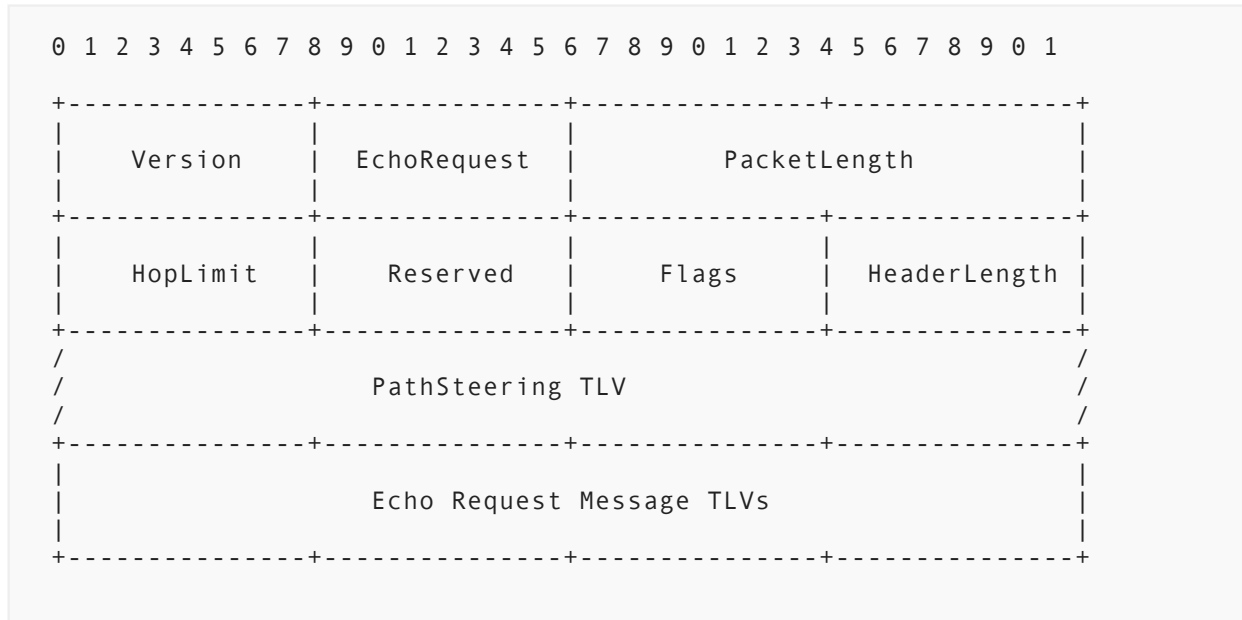 0 1 2 3 4 5 6 7 8 9 0 1 2 3 4 5 6 7 8 9 0 1 2 3 4 5 6 7 8 9 0 1
Version EchoRequest PacketLength
HopLimit Reserved Flags HeaderLength
PathSteering TLV
Echo Request Message TLVs